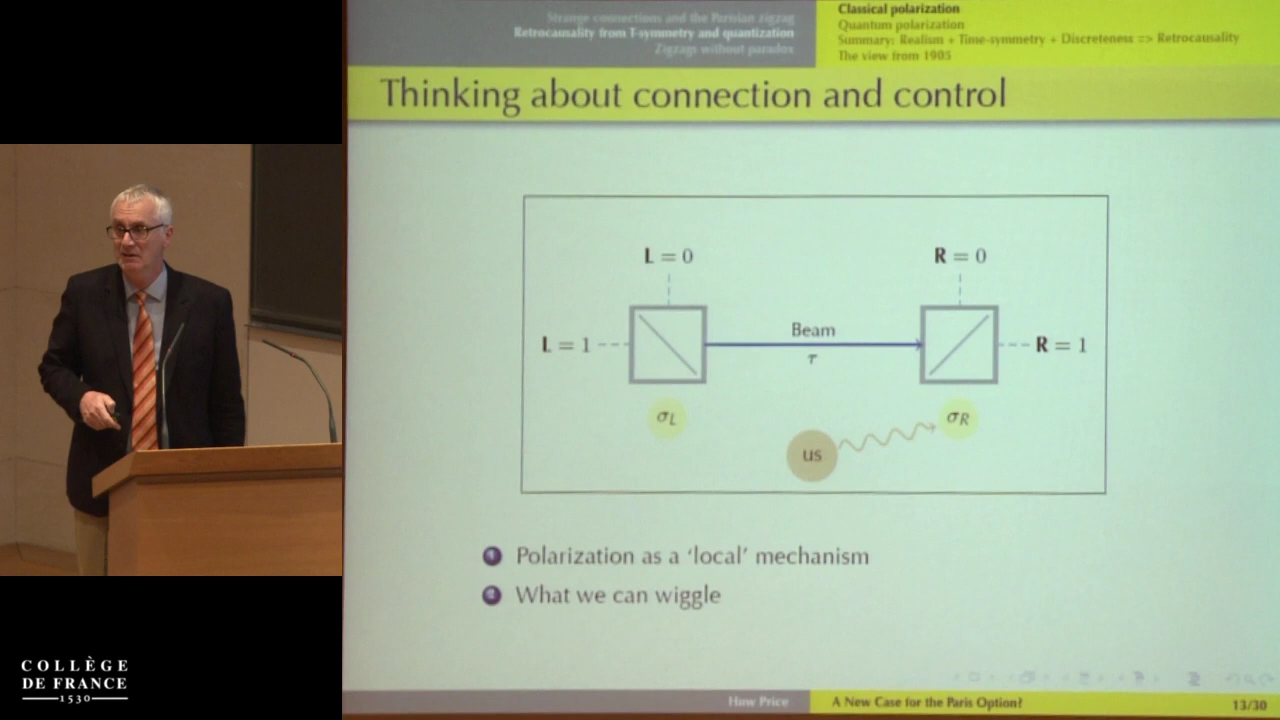 Strange connections and the Parisian zigzag
Retrocausality from T-symmetry and quantization
Zigzags without paradox
Classical polarization
Quantum polarization
Summary: Realism + Time-symmetry + Discreteness => Retrocausality
The view from 1905
Thinking about connection and control
L = 0
R = 0
L = 1
Beam
τ
R = 1
σL
σR
us
1 Polarization as a 'local' mechanism
2 What we can wiggle
COLLÈGE
DE FRANCE
1530
Huw Price
A New Case for the Paris Option?
13/30